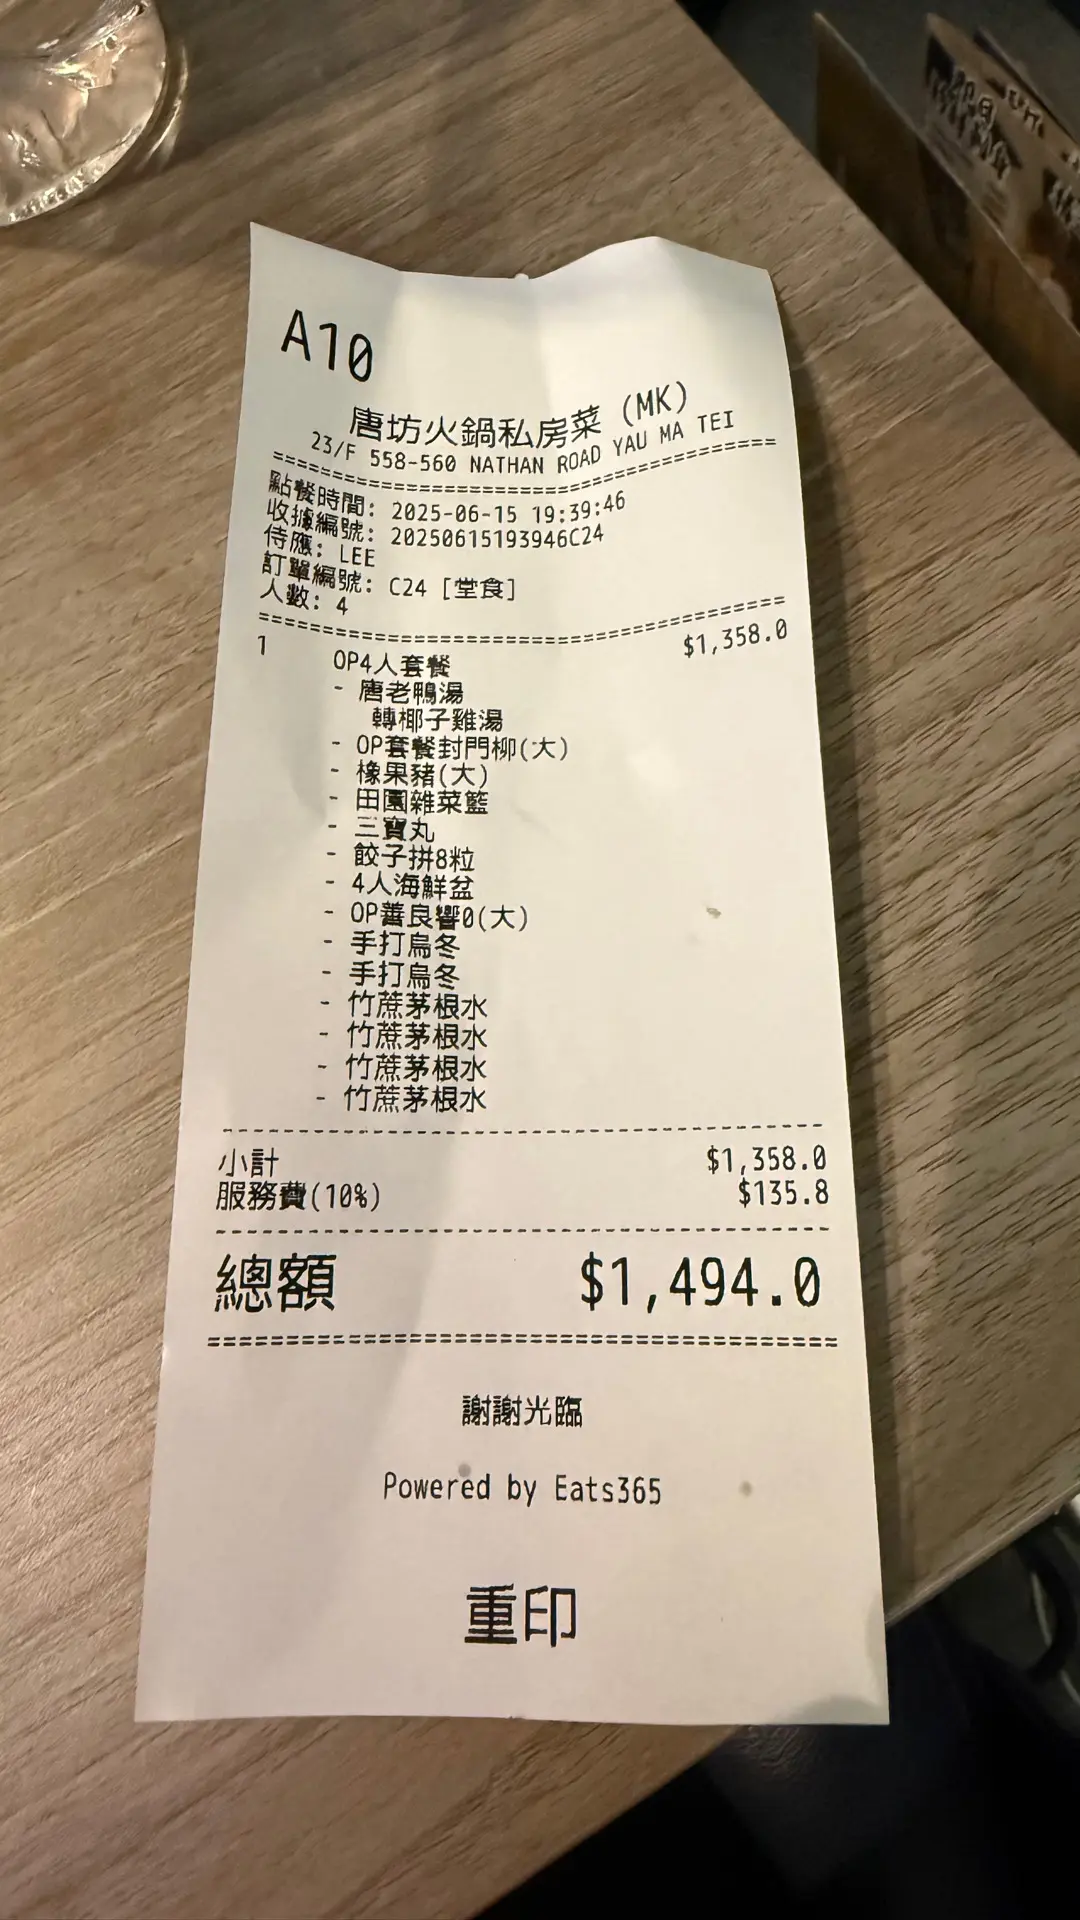 A10
唐坊火鍋私房菜 (MK)
23/F 558-560 NATHAN ROAD YAU MA TEI
點餐時間: 2025-06-15 19:39:46
收據編號: 20250615193946C24
侍應: LEE
訂單編號: C24 [堂食]
人數: 4
1 OP4人套餐 $1,358.0
- 唐老鴨湯
轉椰子雞湯
- OP套餐封門柳(大)
- 橡果豬(大)
- 田園雜菜籃
- 三寶丸
- 餃子拼8粒
- 4人海鮮盆
- OP善良響0(大)
- 手打烏冬
- 手打烏冬
- 竹蔗茅根水
- 竹蔗茅根水
- 竹蔗茅根水
- 竹蔗茅根水
小計 $1,358.0
服務費(10%) $135.8
總額 $1,494.0
謝謝光臨
Powered by Eats365
重印